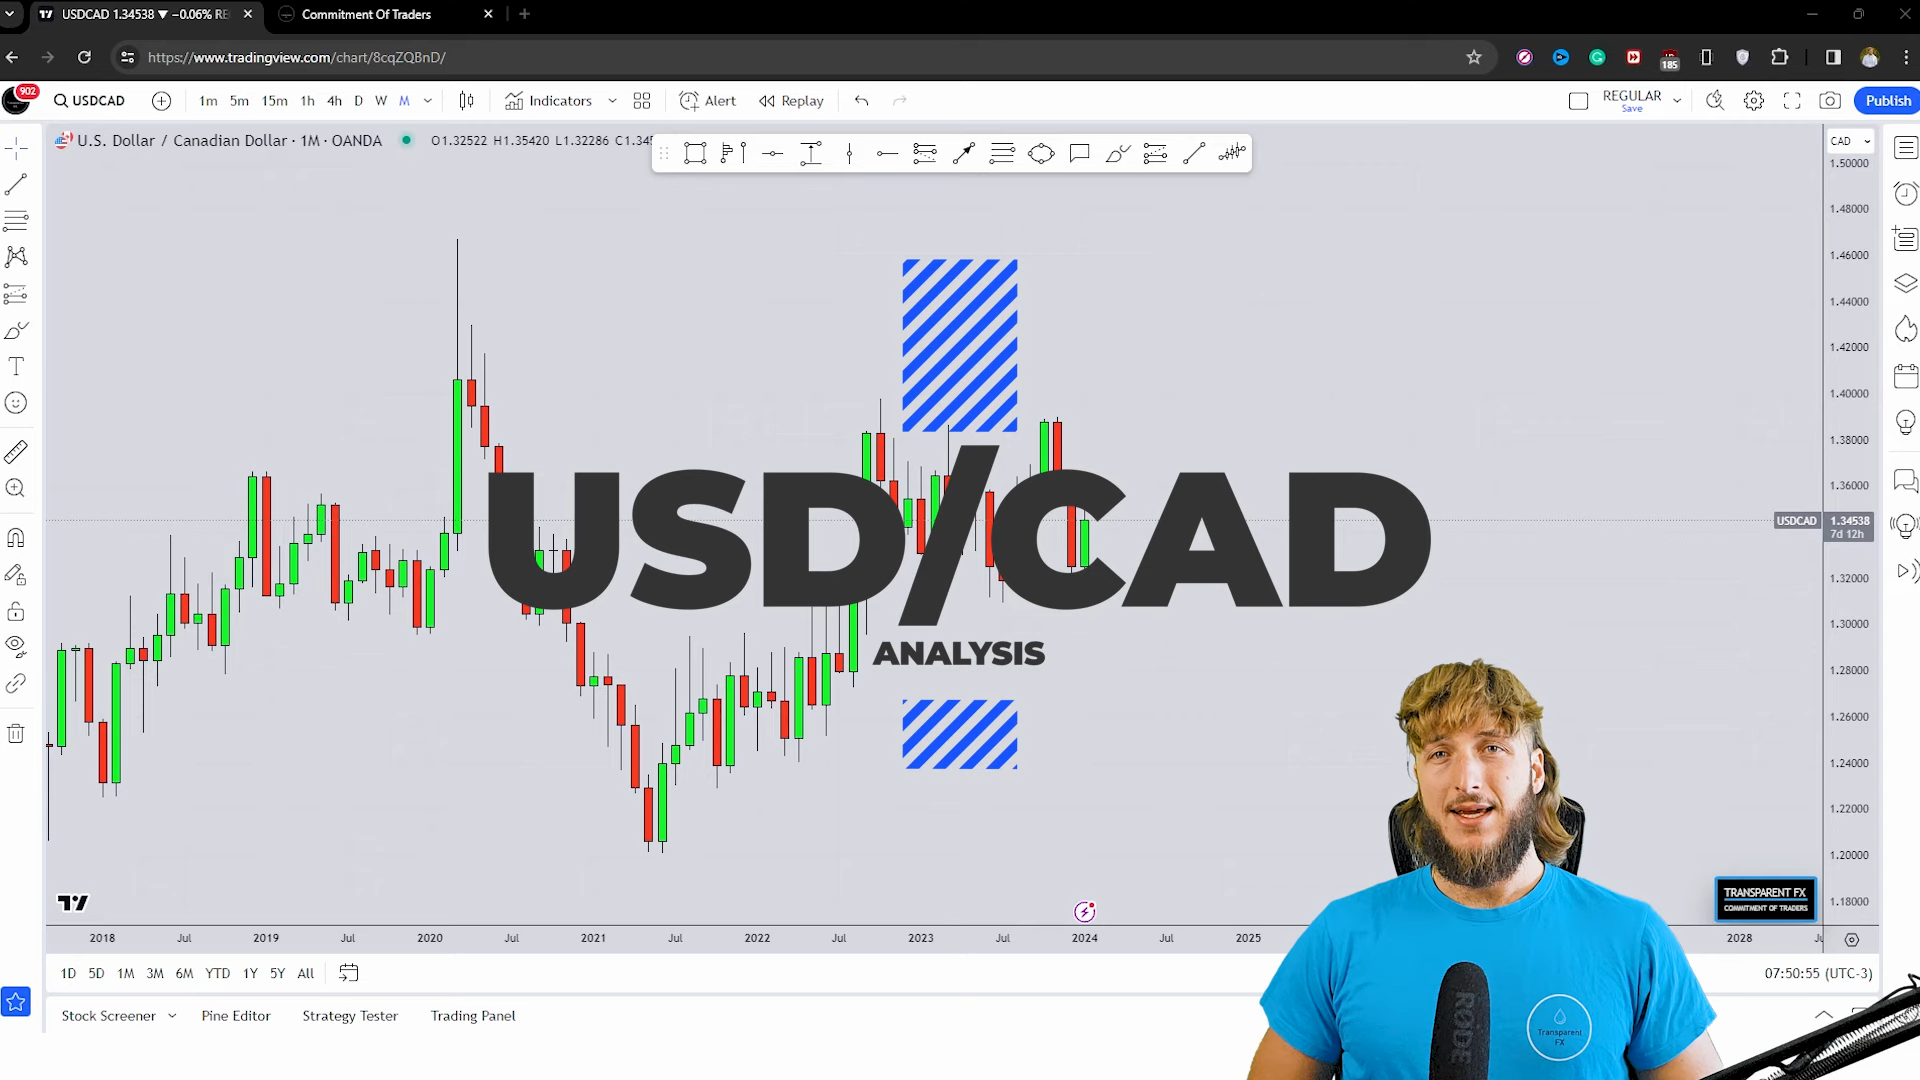 USDCAD 1.34538 ▼ −0.06% RE
Commitment Of Traders
https://www.tradingview.com/chart/8cqZQBnD/
185
902
USDCAD
1m 5m 15m 1h 4h D W M
Indicators
Alert
Replay
REGULAR
Save
Publish
U.S. Dollar / Canadian Dollar · 1M · OANDA
O1.32522 H1.35420 L1.32286 C1.345
CAD
1.50000
1.48000
1.46000
1.44000
1.42000
1.40000
1.38000
1.36000
USDCAD 1.34538
7d 12h
1.32000
1.30000
1.28000
1.26000
1.24000
1.22000
1.20000
1.18000
USD/CAD
ANALYSIS
TRANSPARENT FX
COMMITMENT OF TRADERS
2018 Jul 2019 Jul 2020 Jul 2021 Jul 2022 Jul 2023 Jul 2024 Jul 2025 2028 Ju
1D 5D 1M 3M 6M YTD 1Y 5Y All
07:50:55 (UTC-3)
Stock Screener
Pine Editor
Strategy Tester
Trading Panel
RØDE
Transparent
FX